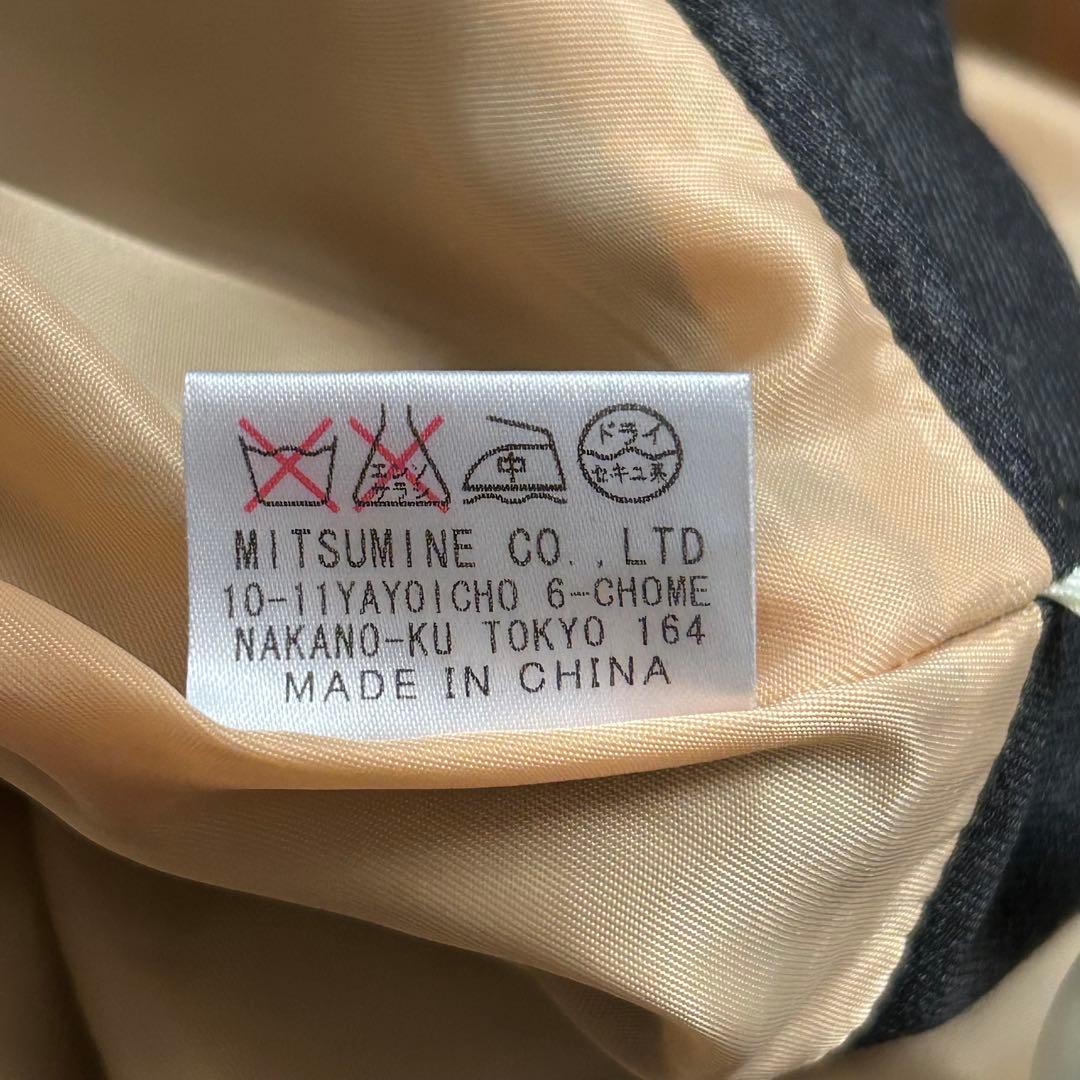 エンソ
サラシ
中
ドライ
セキユ系
MITSUMINE CO.,LTD
10-11YAYOICHO 6-CHOME
NAKANO-KU TOKYO 164
MADE IN CHINA